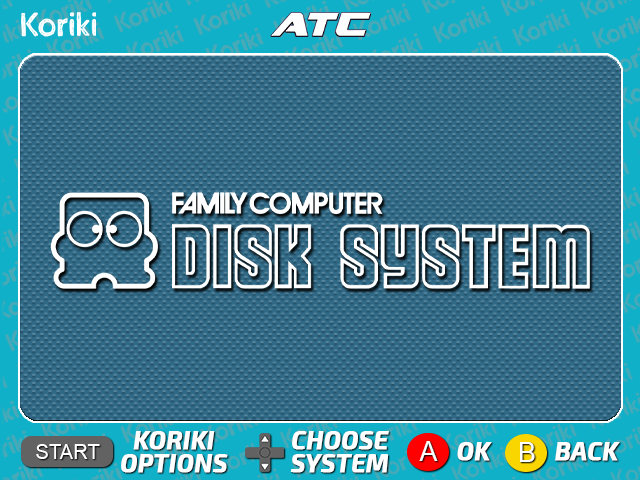 Koriki
ATC
FAMILY COMPUTER
DISK SYSTEM
START
KORIKI
OPTIONS
CHOOSE
SYSTEM
A
OK
B
BACK